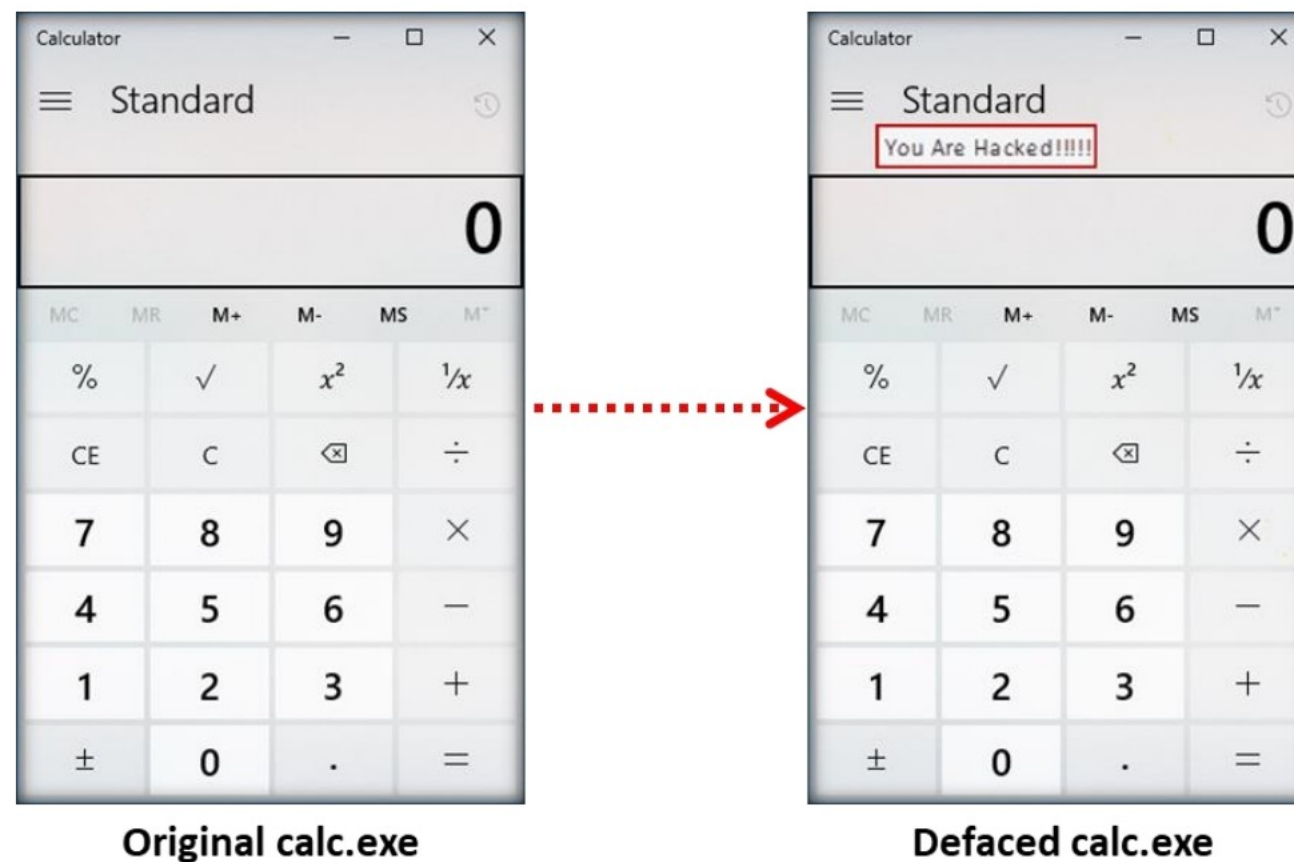 Calculator
Standard
0
MC MR M+ M- MS M˅
% √ x² ¹/x
CE C ⌫ ÷
7 8 9 ×
4 5 6 −
1 2 3 +
± 0 . =
Original calc.exe
Calculator
Standard
You Are Hacked!!!!!
0
MC MR M+ M- MS M˅
% √ x² ¹/x
CE C ⌫ ÷
7 8 9 ×
4 5 6 −
1 2 3 +
± 0 . =
Defaced calc.exe